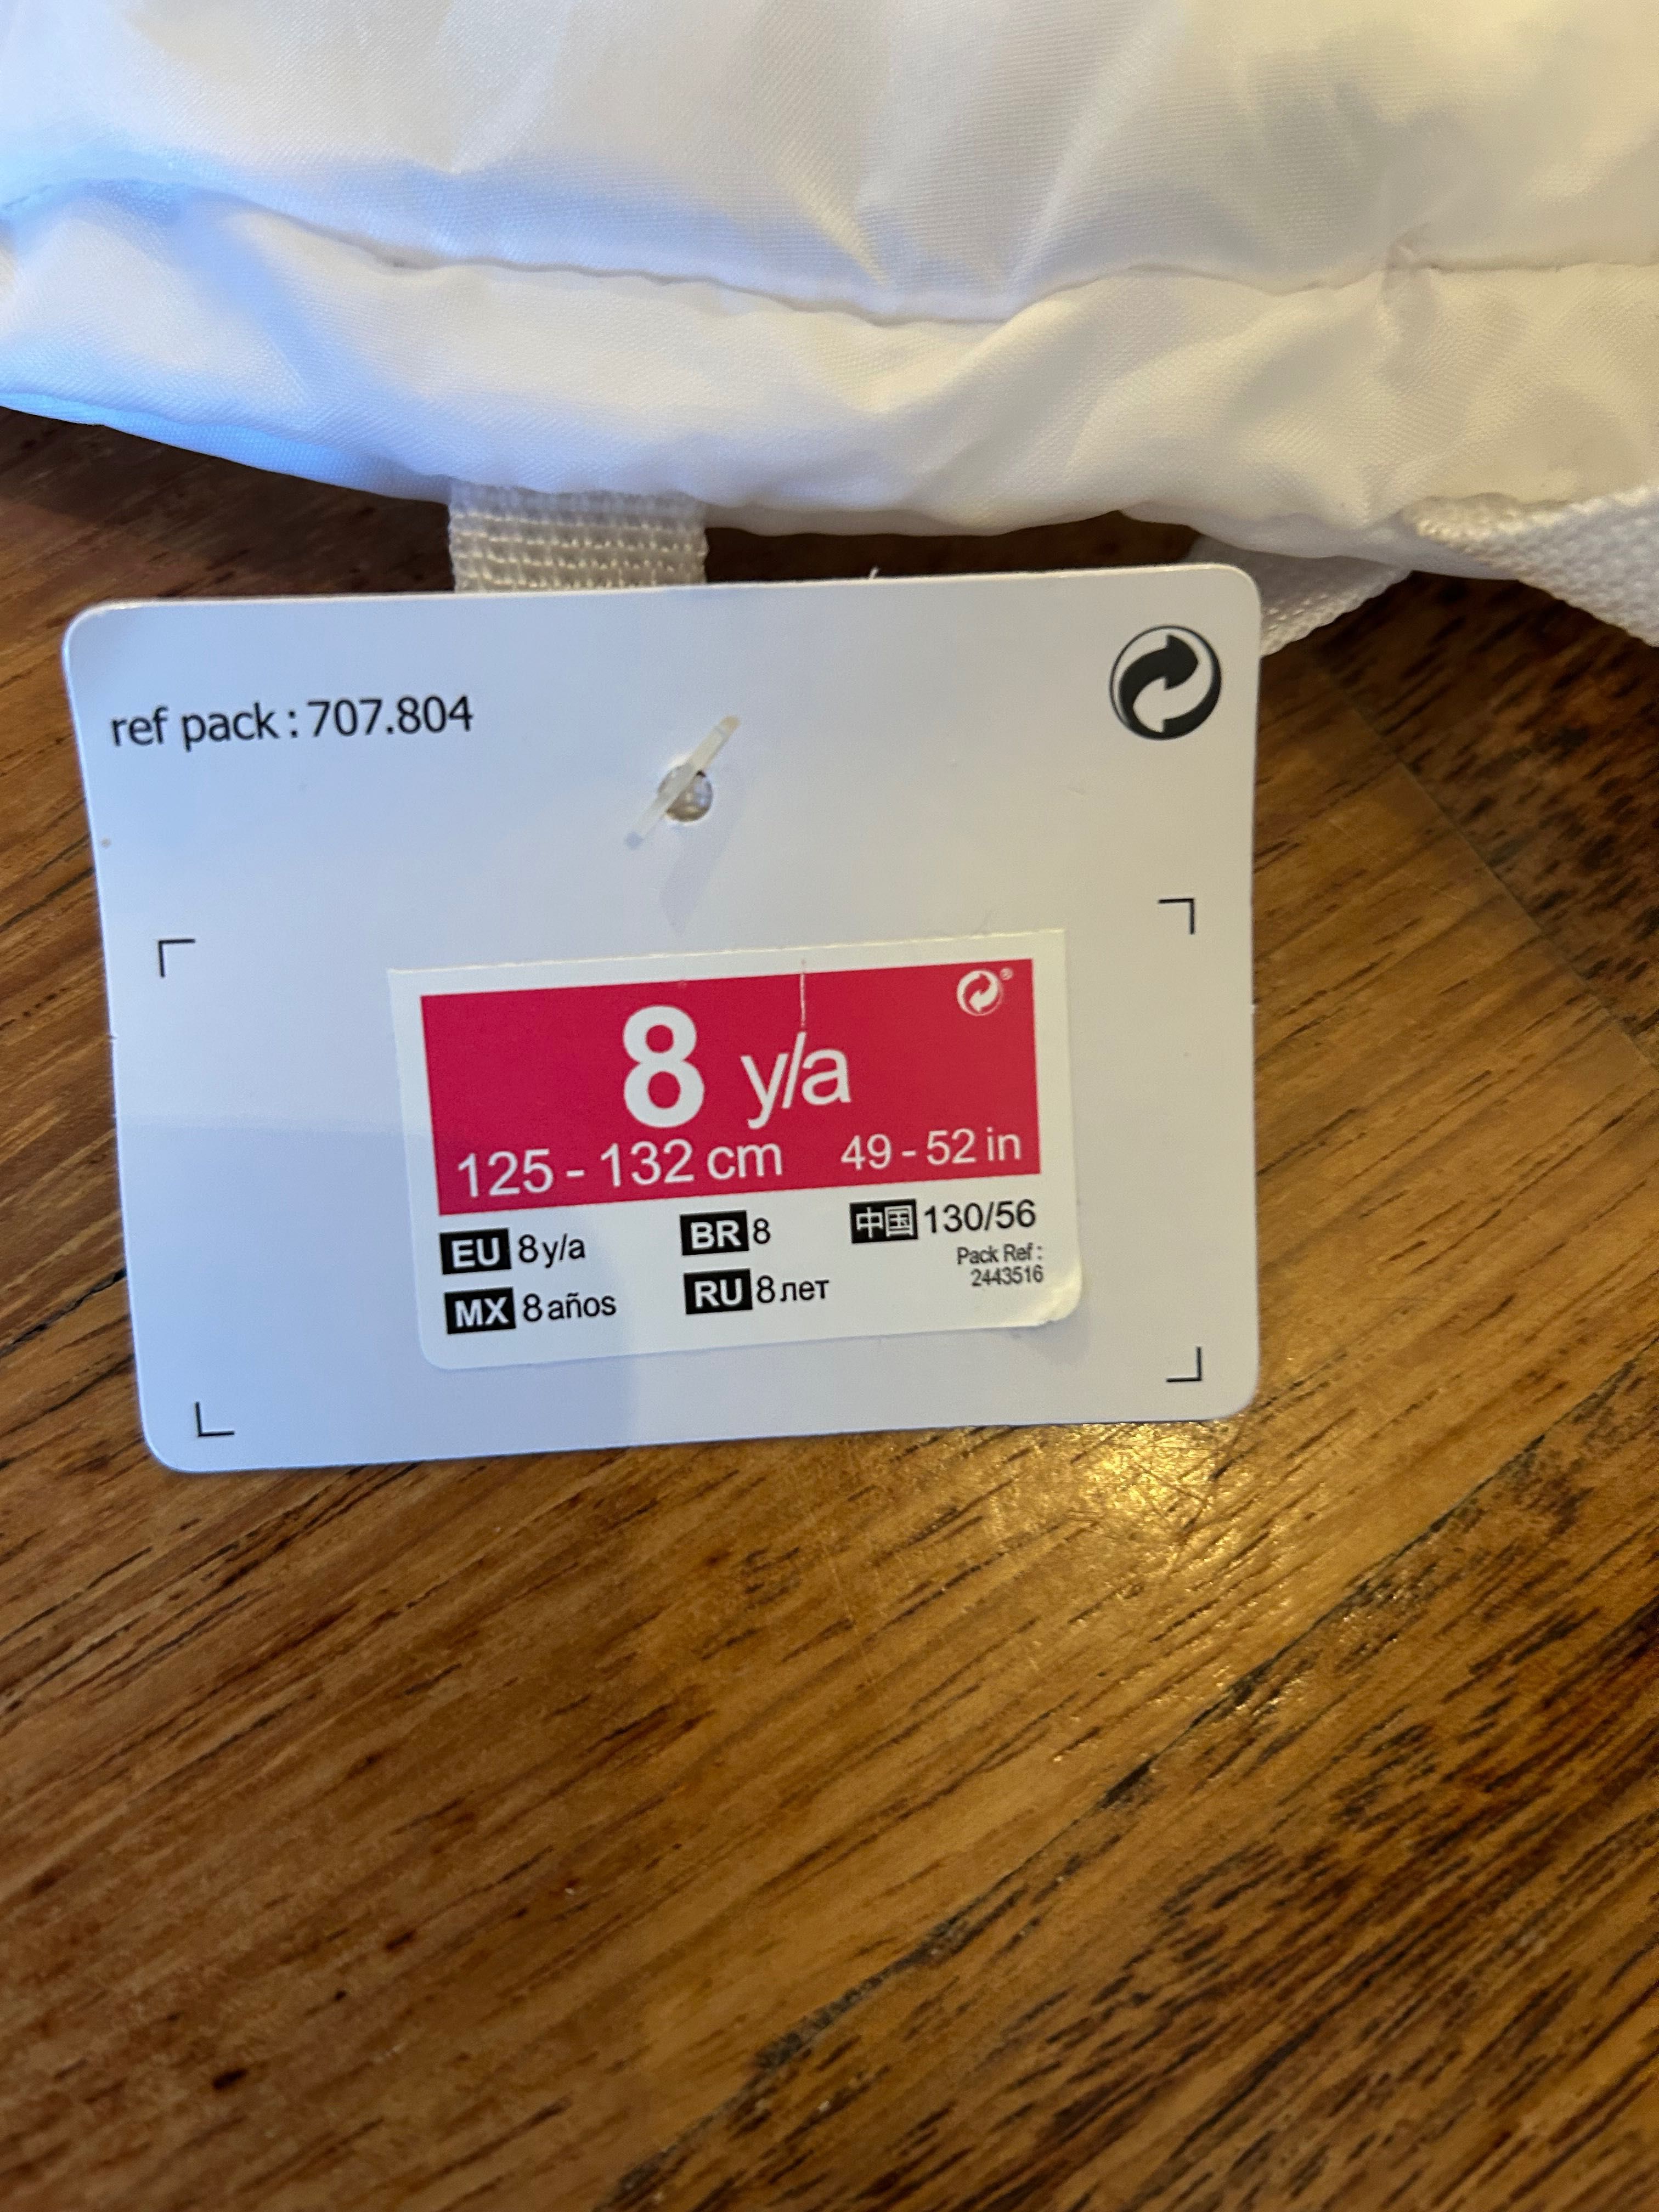 ref pack : 707.804
8 y/a
125 - 132 cm 49 - 52 in
EU 8 y/a BR 8 中国 130/56
Pack Ref :
2443516
MX 8 años RU 8 лет